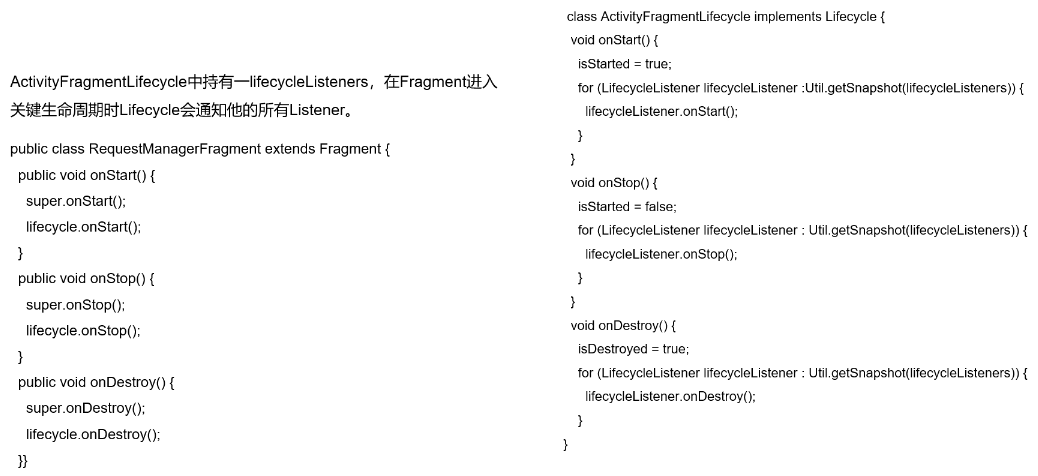 ActivityFragmentLifecycle中持有一lifecycleListeners，在Fragment进入
关键生命周期时Lifecycle会通知他的所有Listener。
public class RequestManagerFragment extends Fragment {
public void onStart() {
super.onStart();
lifecycle.onStart();
}
public void onStop() {
super.onStop();
lifecycle.onStop();
}
public void onDestroy() {
super.onDestroy();
lifecycle.onDestroy();
}}
class ActivityFragmentLifecycle implements Lifecycle {
void onStart() {
isStarted = true;
for (LifecycleListener lifecycleListener :Util.getSnapshot(lifecycleListeners)) {
lifecycleListener.onStart();
}
}
void onStop() {
isStarted = false;
for (LifecycleListener lifecycleListener : Util.getSnapshot(lifecycleListeners)) {
lifecycleListener.onStop();
}
}
void onDestroy() {
isDestroyed = true;
for (LifecycleListener lifecycleListener : Util.getSnapshot(lifecycleListeners)) {
lifecycleListener.onDestroy();
}
}